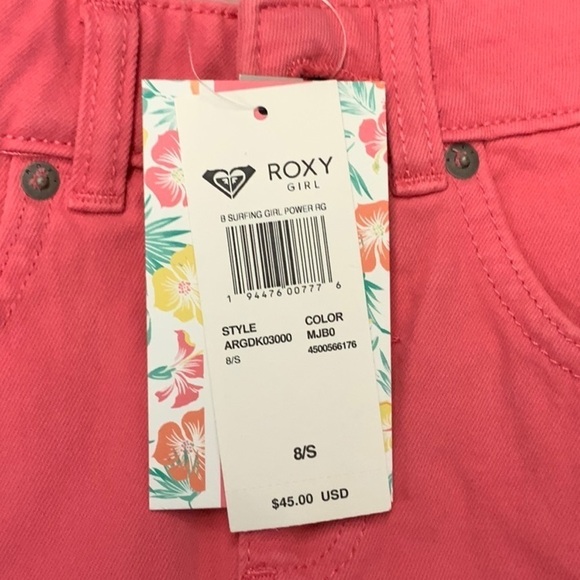 ROXY
GIRL
B SURFING GIRL POWER RG
1 94476 00777 6
STYLE COLOR
ARGDK03000 MJB0
8/S 4500566176
8/S
$45.00 USD